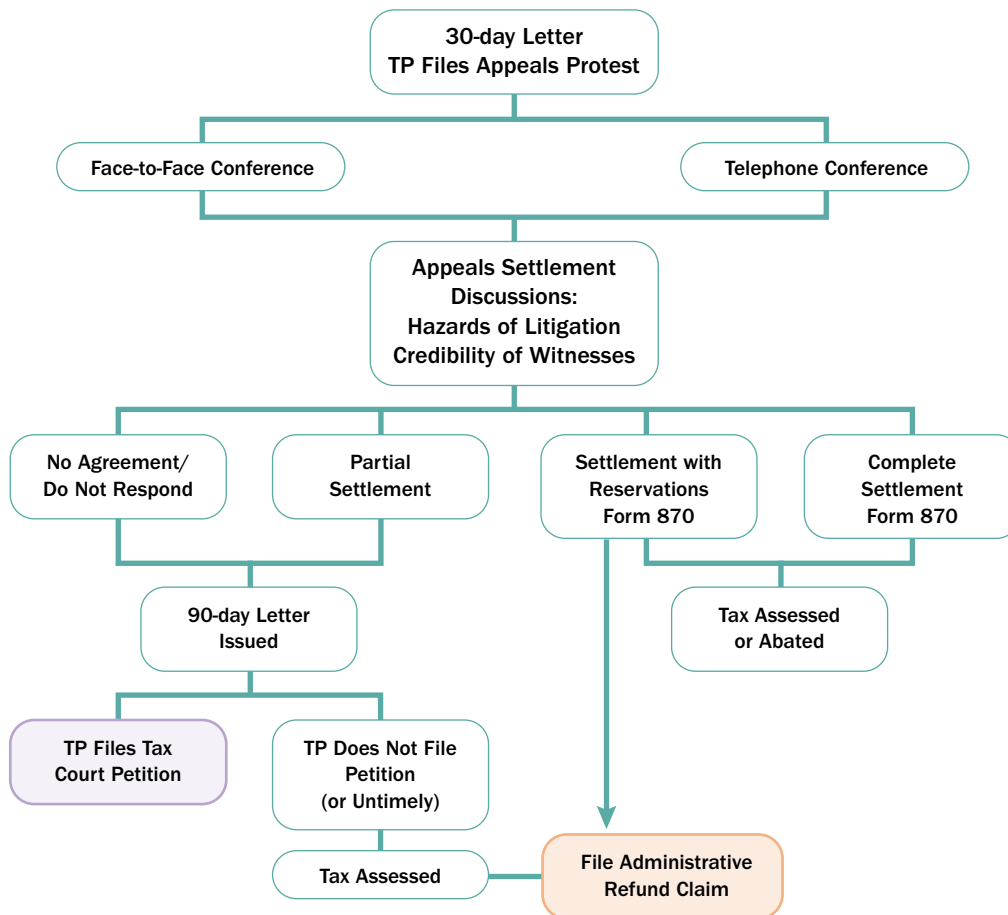 30-day Letter
TP Files Appeals Protest
Face-to-Face Conference
Telephone Conference
Appeals Settlement
Discussions:
Hazards of Litigation
Credibility of Witnesses
No Agreement/
Do Not Respond
Partial
Settlement
Settlement with
Reservations
Form 870
Complete
Settlement
Form 870
90-day Letter
Issued
Tax Assessed
or Abated
TP Files Tax
Court Petition
TP Does Not File
Petition
(or Untimely)
Tax Assessed
File Administrative
Refund Claim